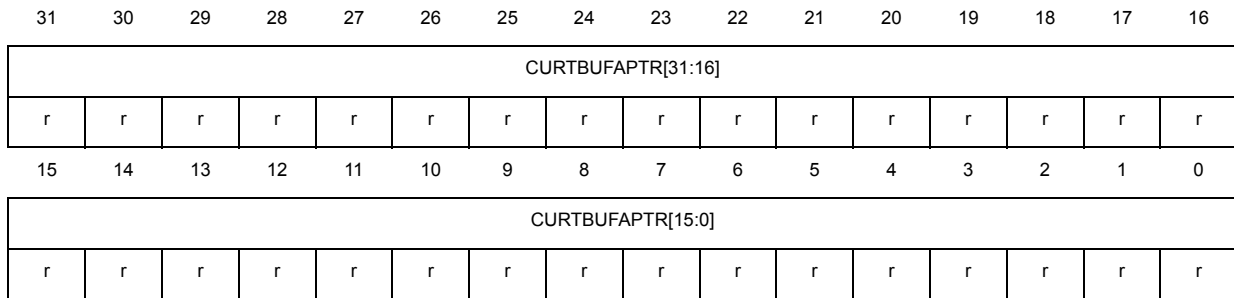 31 30 29 28 27 26 25 24 23 22 21 20 19 18 17 16
CURTBUFAPTR[31:16]
r r r r r r r r r r r r r r r r
15 14 13 12 11 10 9 8 7 6 5 4 3 2 1 0
CURTBUFAPTR[15:0]
r r r r r r r r r r r r r r r r